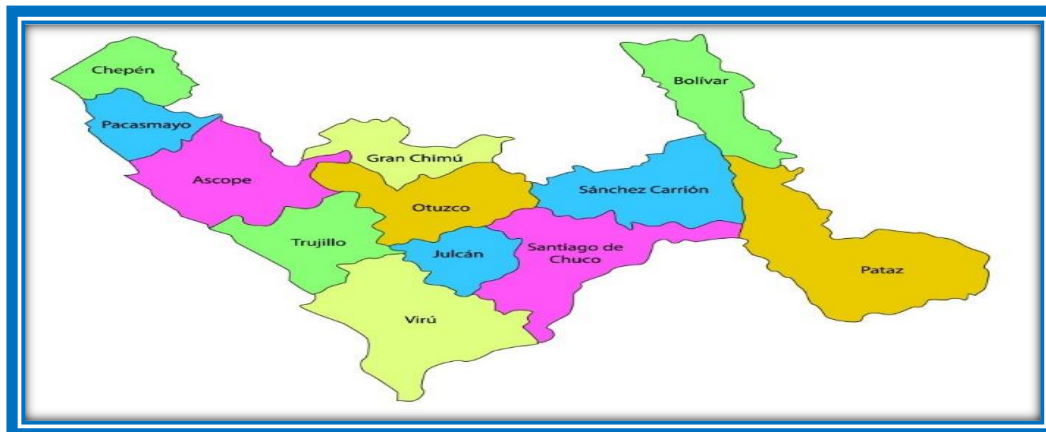 Chepén
Bolívar
Pacasmayo
Gran Chimú
Ascope
Sánchez Carrión
Otuzco
Trujillo
Julcán
Santiago de
Chuco
Pataz
Virú